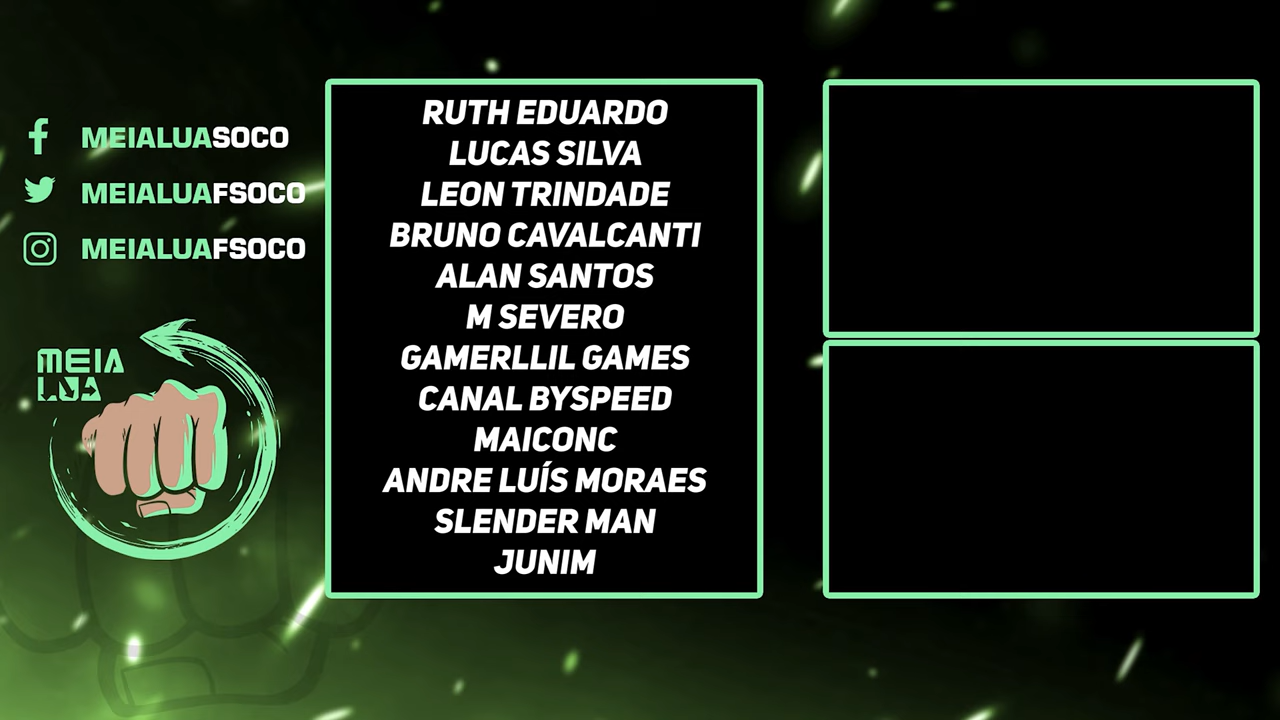 MEIALUASOCO
MEIALUAFSOCO
MEIALUAFSOCO
MEIA
LUA
RUTH EDUARDO
LUCAS SILVA
LEON TRINDADE
BRUNO CAVALCANTI
ALAN SANTOS
M SEVERO
GAMERLLIL GAMES
CANAL BYSPEED
MAICONC
ANDRE LUÍS MORAES
SLENDER MAN
JUNIM